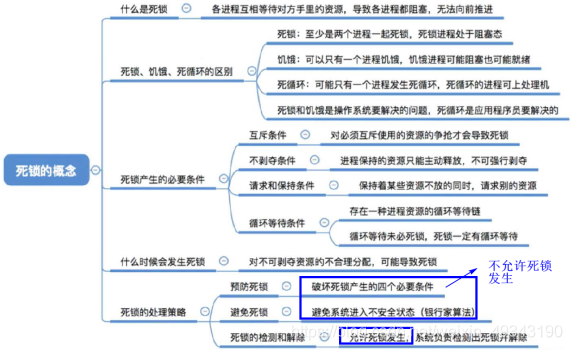 什么是死锁
各进程互相等待对方手里的资源，导致各进程都阻塞，无法向前推进
死锁：至少是两个进程一起死锁，死锁进程处于阻塞态
饥饿：可以只有一个进程饥饿，饥饿进程可能阻塞也可能就绪
死锁、饥饿、死循环的区别
死循环：可能只有一个进程发生死循环，死循环的进程可上处理机
死锁和饥饿是操作系统要解决的问题，死循环是应用程序员要解决的
互斥条件
对必须互斥使用的资源的争抢才会导致死锁
不剥夺条件
进程保持的资源只能主动释放，不可强行剥夺
死锁的概念
死锁产生的必要条件
请求和保持条件
保持着某些资源不放的同时，请求别的资源
循环等待条件
存在一种进程资源的循环等待链
循环等待未必死锁，死锁一定有循环等待
什么时候会发生死锁
对不可剥夺资源的不合理分配，可能导致死锁
不允许死锁
发生
预防死锁
破坏死锁产生的四个必要条件
死锁的处理策略
避免死锁
避免系统进入不安全状态（银行家算法）
死锁的检测和解除
允许死锁发生，系统负责检测出死锁并解除